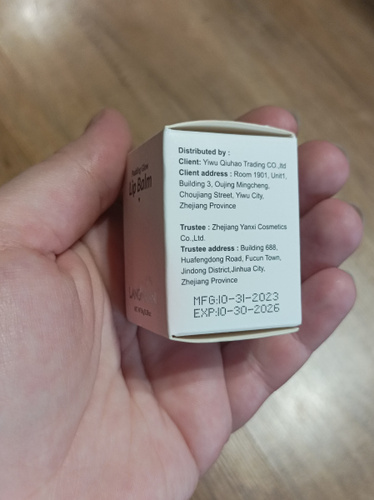 Lip Balm
Distributed by :
Client: Yiwu Qiuhao Trading CO.,ltd
Client address : Room 1901, Unit1,
Building 3, Oujing Mingcheng,
Choujiang Street, Yiwu City,
Zhejiang Province
Trustee : Zhejiang Yanxi Cosmetics
Co.,Ltd.
Trustee address : Building 688,
Huafengdong Road, Fucun Town,
Jindong District,Jinhua City,
Zhejiang Province
MFG:10-31-2023
EXP:10-30-2026